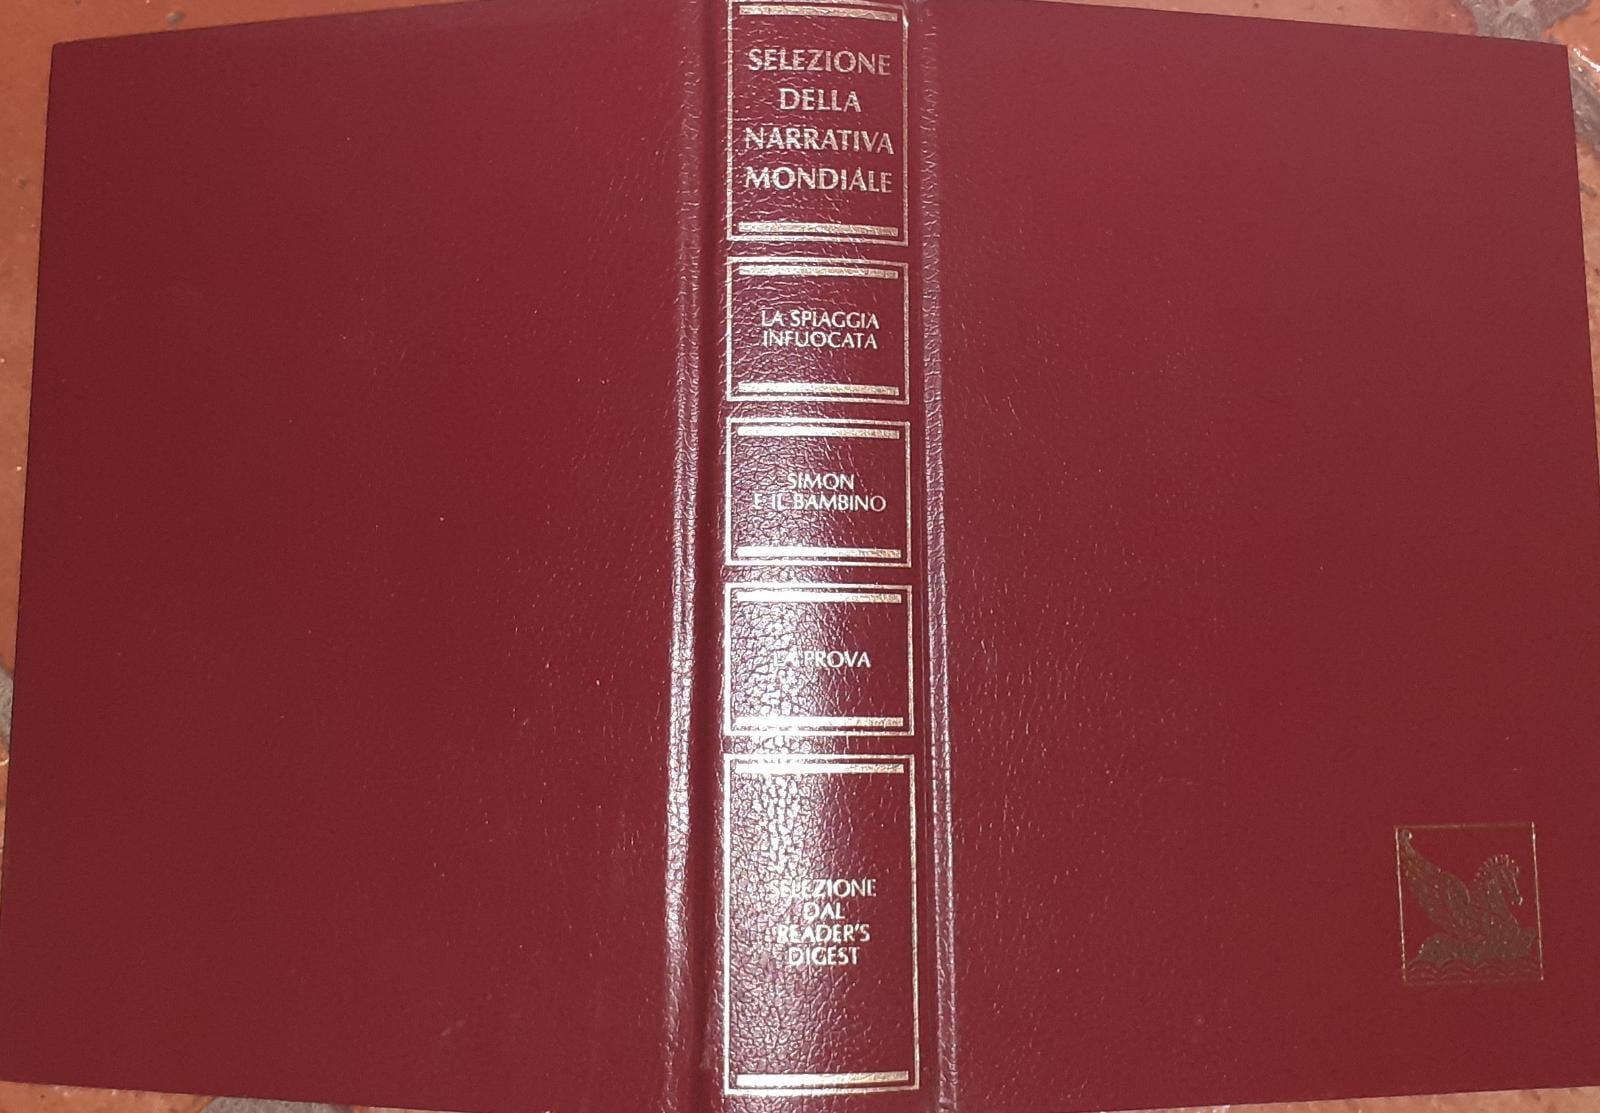 SELEZIONE
DELLA
NARRATIVA
MONDIALE
LA SPIAGGIA
INFUOCATA
SIMON
E IL BAMBINO
LA PROVA
SELEZIONE
DAL
READER'S
DIGEST